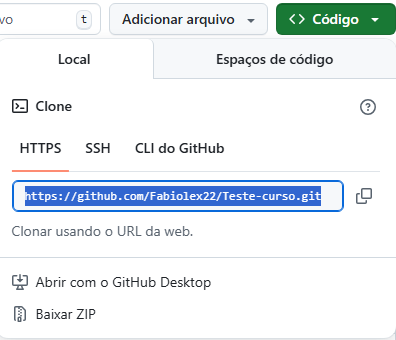 vo
t
Adicionar arquivo
<> Código
Local
Espaços de código
Clone
HTTPS
SSH
CLI do GitHub
https://github.com/Fabiolex22/Teste-curso.git
Clonar usando o URL da web.
Abrir com o GitHub Desktop
Baixar ZIP